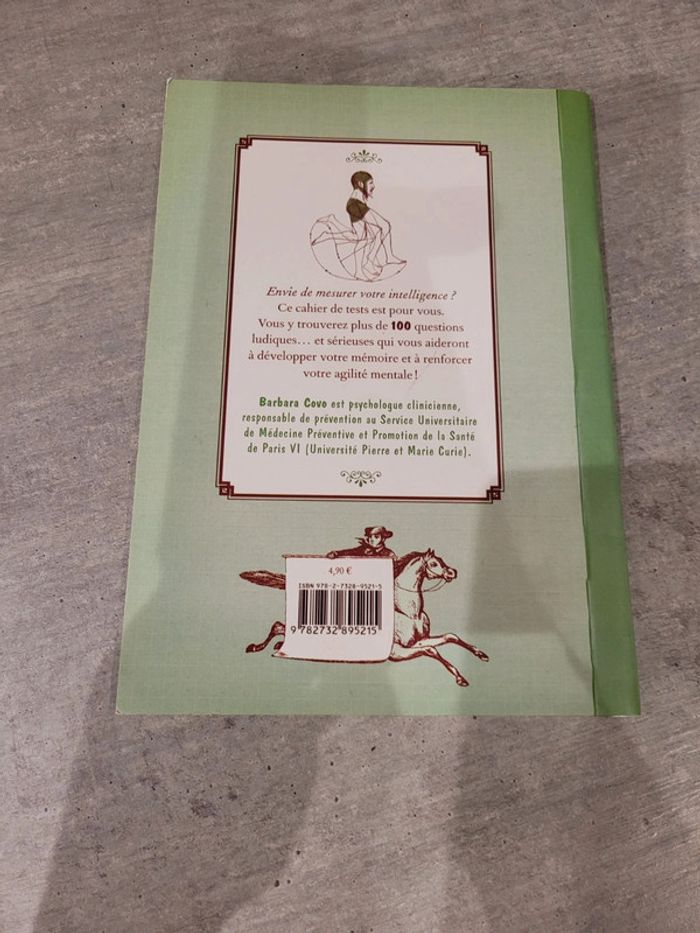 Envie de mesurer votre intelligence ?
Ce cahier de tests est pour vous.
Vous y trouverez plus de 100 questions
ludiques... et sérieuses qui vous aideront
à développer votre mémoire et à renforcer
votre agilité mentale !
Barbara Covo est psychologue clinicienne,
responsable de prévention au Service Universitaire
de Médecine Préventive et Promotion de la Santé
de Paris VI (Université Pierre et Marie Curie).
4,90 €
ISBN 978-2-7328-9521-5
9 782732 895215